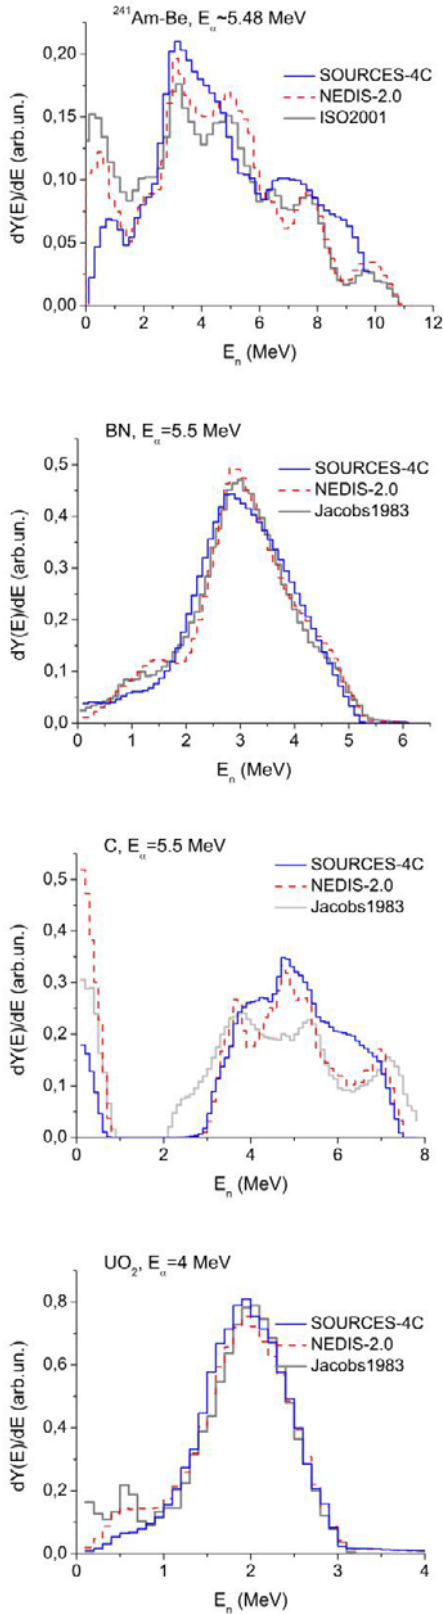 ²⁴¹Am-Be, Eα~5.48 MeV
0,20
0,15
0,10
0,05
0,00
dY(E)/dE (arb.un.)
SOURCES-4C
NEDIS-2.0
ISO2001
0 2 4 6 8 10 12
Eₙ (MeV)
BN, Eα=5.5 MeV
0,5
0,4
0,3
0,2
0,1
0,0
dY(E)/dE (arb.un.)
SOURCES-4C
NEDIS-2.0
Jacobs1983
0 1 2 3 4 5 6
Eₙ (MeV)
C, Eα=5.5 MeV
0,5
0,4
0,3
0,2
0,1
0,0
dY(E)/dE (arb.un.)
SOURCES-4C
NEDIS-2.0
Jacobs1983
0 2 4 6 8
Eₙ (MeV)
UO₂, Eα=4 MeV
0,8
0,6
0,4
0,2
0,0
dY(E)/dE (arb.un.)
SOURCES-4C
NEDIS-2.0
Jacobs1983
0 1 2 3 4
Eₙ (MeV)